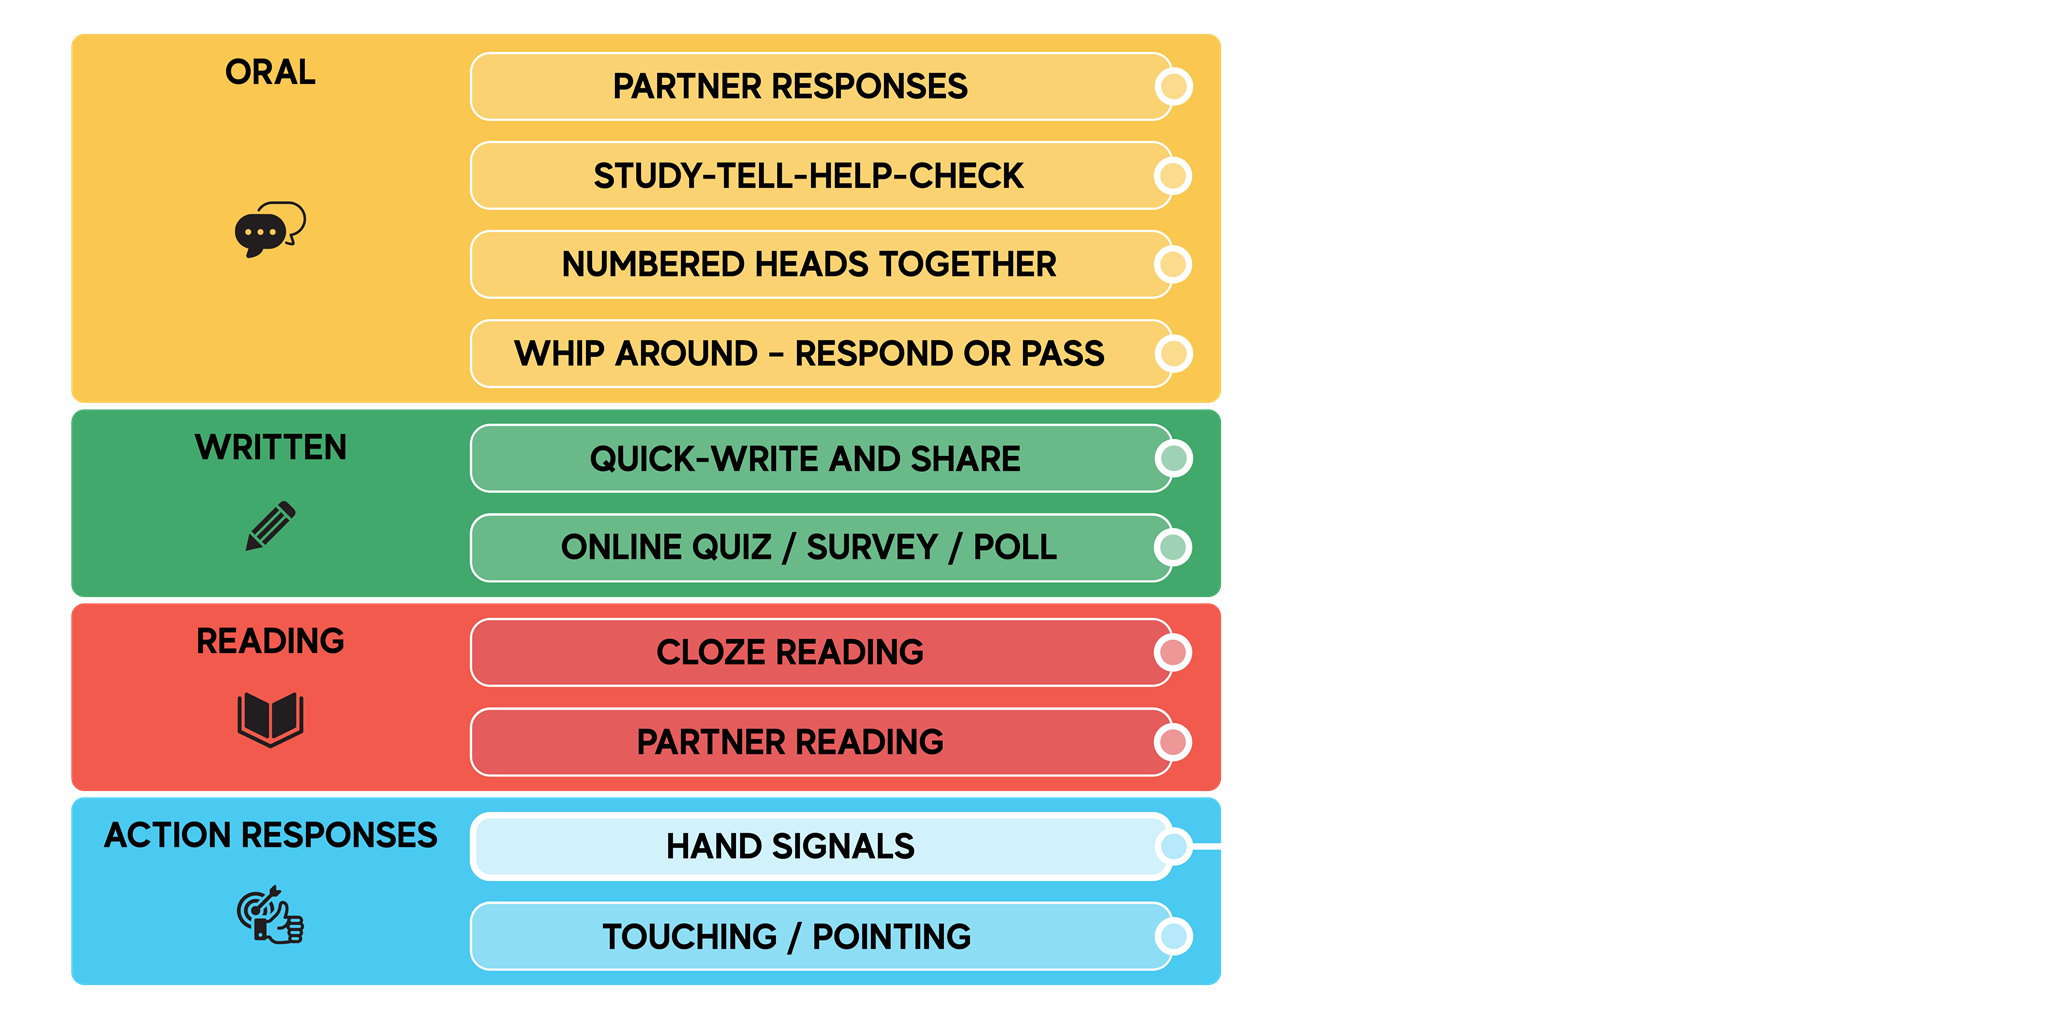 ORAL
PARTNER RESPONSES
STUDY-TELL-HELP-CHECK
NUMBERED HEADS TOGETHER
WHIP AROUND – RESPOND OR PASS
WRITTEN
QUICK-WRITE AND SHARE
ONLINE QUIZ / SURVEY / POLL
READING
CLOZE READING
PARTNER READING
ACTION RESPONSES
HAND SIGNALS
TOUCHING / POINTING